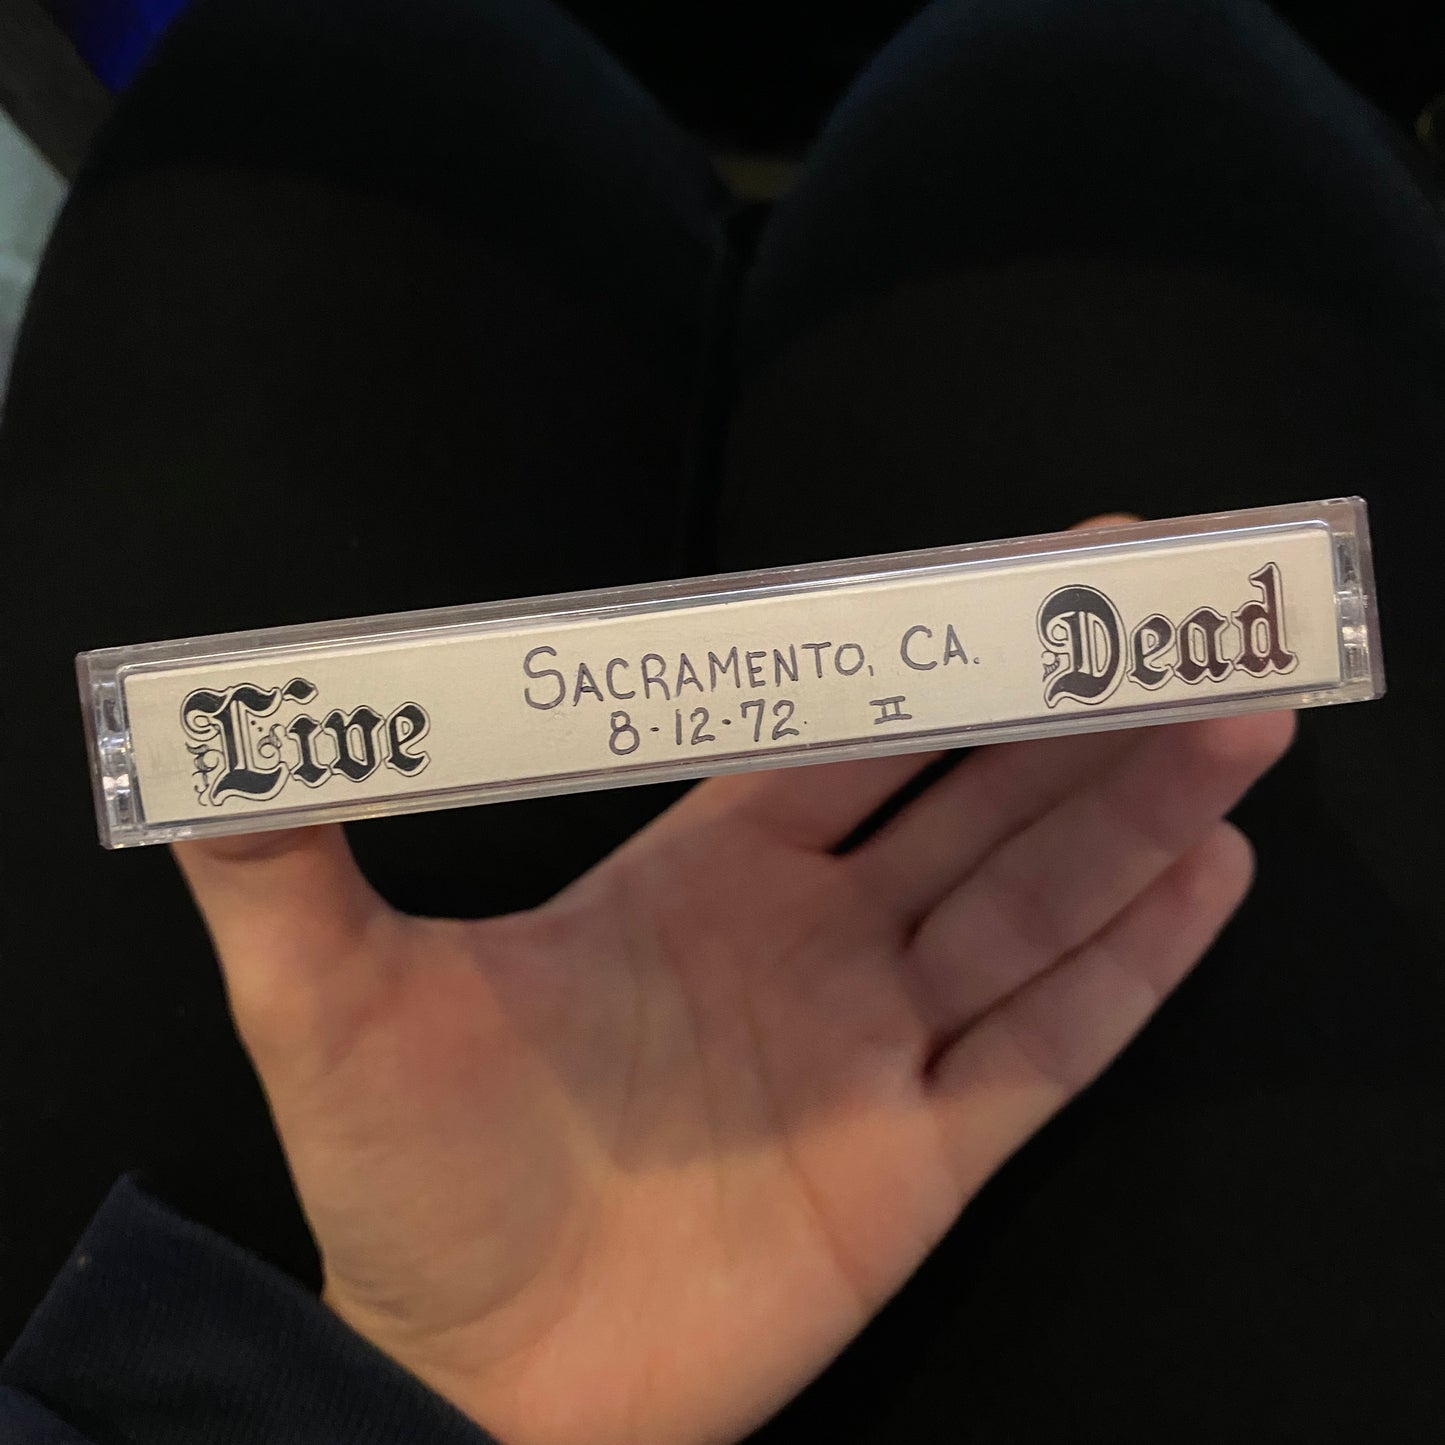 Live
SACRAMENTO, CA.
8-12-72 II
Dead